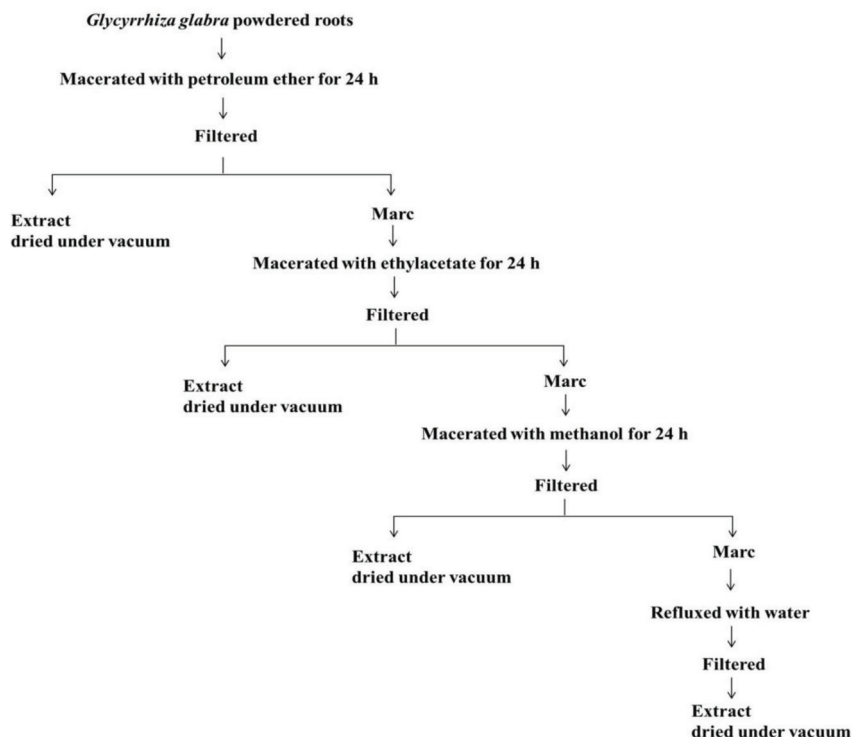 Glycyrrhiza glabra powdered roots
Macerated with petroleum ether for 24 h
Filtered
Extract
dried under vacuum
Marc
Macerated with ethylacetate for 24 h
Filtered
Extract
dried under vacuum
Marc
Macerated with methanol for 24 h
Filtered
Extract
dried under vacuum
Marc
Refluxed with water
Filtered
Extract
dried under vacuum